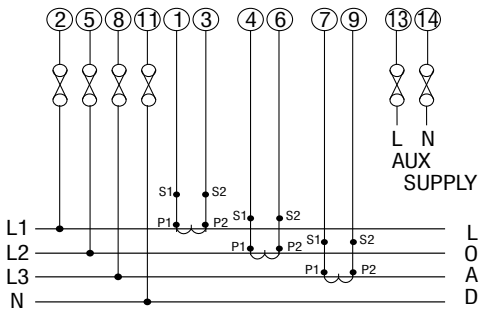 2 5 8 11 1 3 4 6 7 9 13 14
L N
AUX
SUPPLY
S1 S2
S1 S2
L1 P1 P2 L
S1 S2
L2 P1 P2 O
L3 P1 P2 A
N D